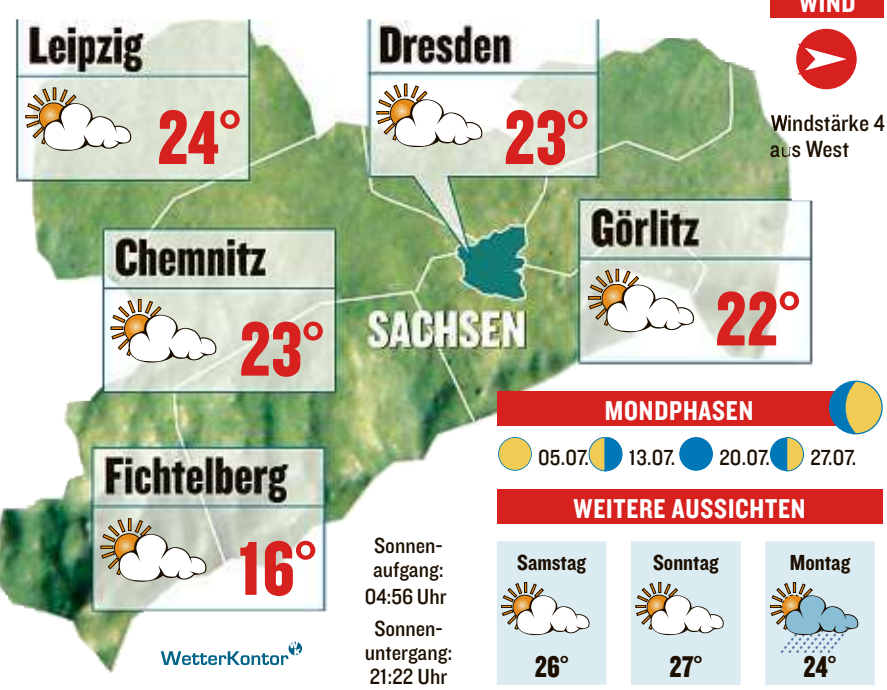 WIND
Windstärke 4
aus West
Leipzig
24°
Dresden
23°
Chemnitz
23°
Görlitz
22°
SACHSEN
Fichtelberg
16°
WetterKontor
Sonnen-
aufgang:
04:56 Uhr
Sonnen-
untergang:
21:22 Uhr
MONDPHASEN
05.07. 13.07. 20.07. 27.07.
WEITERE AUSSICHTEN
Samstag Sonntag Montag
26° 27° 24°